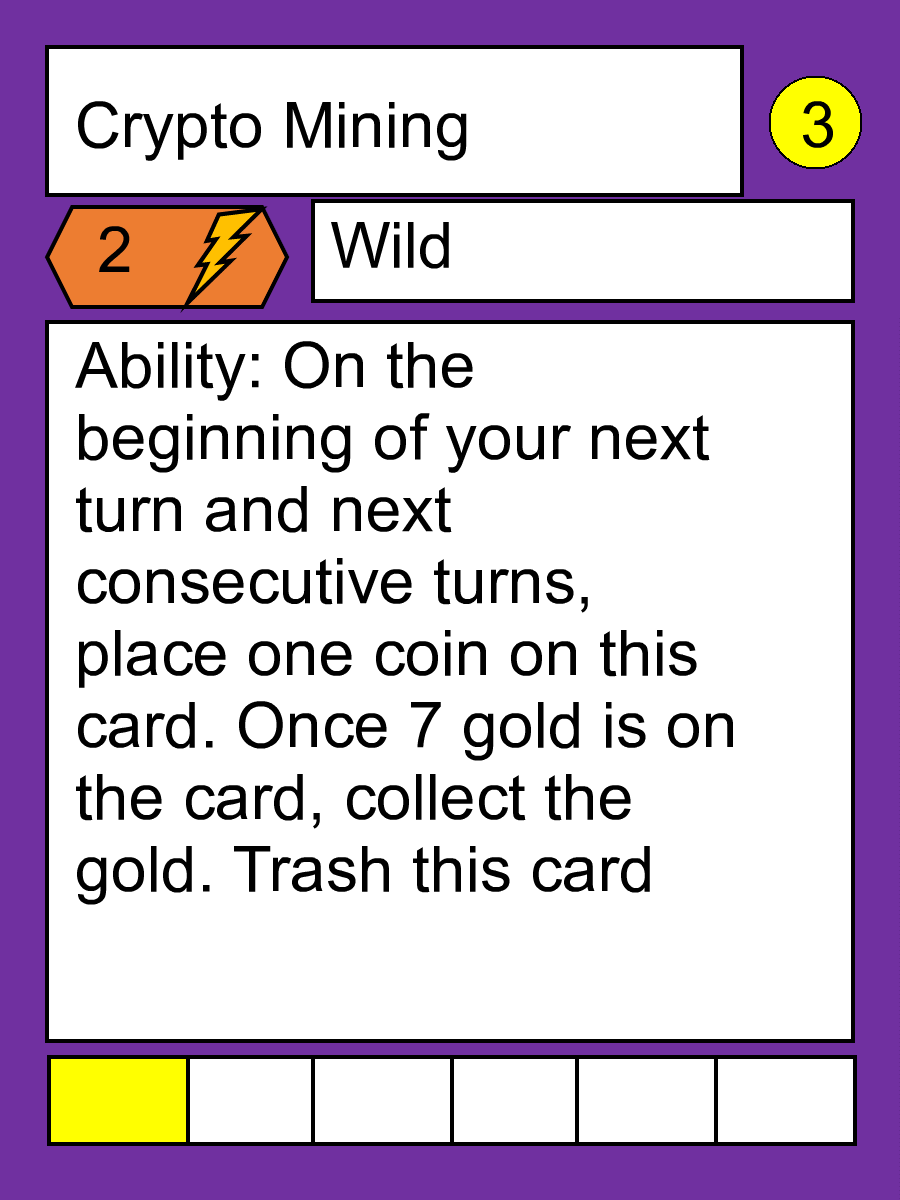 Crypto Mining
3
2
Wild
Ability: On the
beginning of your next
turn and next
consecutive turns,
place one coin on this
card. Once 7 gold is on
the card, collect the
gold. Trash this card